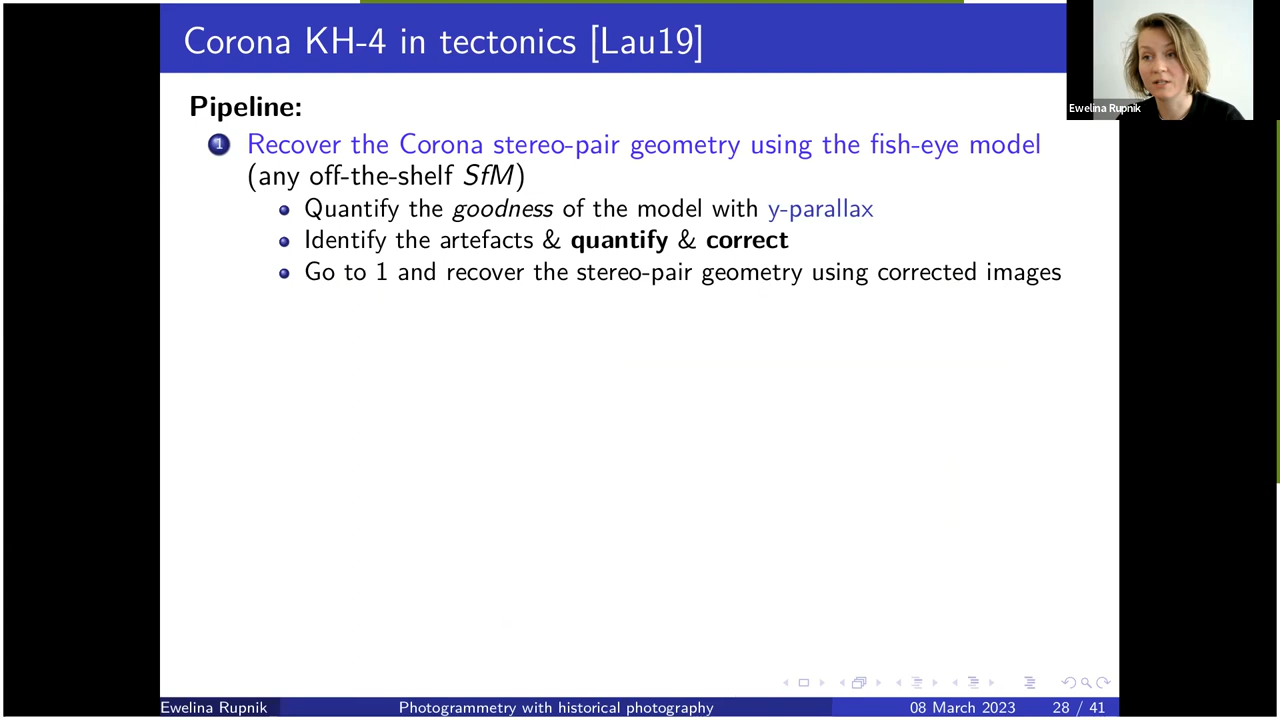 Corona KH-4 in tectonics [Lau19]
Ewelina Rupnik
Pipeline:
1 Recover the Corona stereo-pair geometry using the fish-eye model
(any off-the-shelf SfM)
Quantify the goodness of the model with y-parallax
Identify the artefacts & quantify & correct
Go to 1 and recover the stereo-pair geometry using corrected images
Ewelina Rupnik Photogrammetry with historical photography 08 March 2023 28 / 41